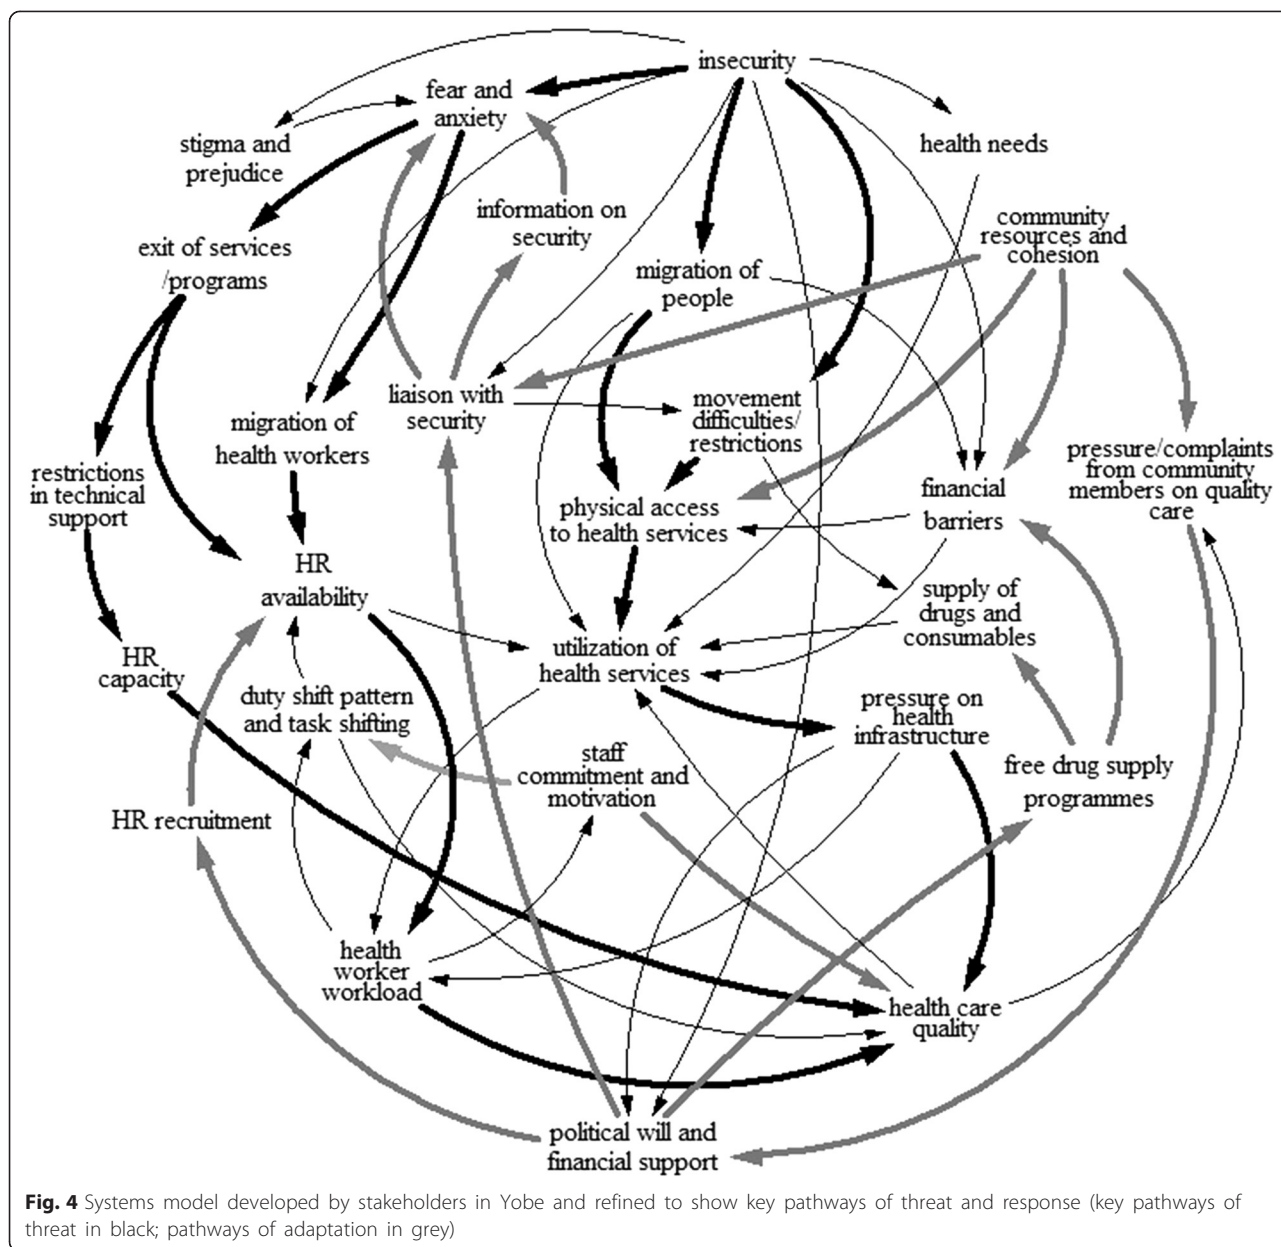 insecurity
fear and
anxiety
stigma and
prejudice
health needs
information on
security
community
resources and
cohesion
exit of services
/programs
migration of
people
liaison with
security
movement
difficulties/
restrictions
migration of
health workers
restrictions
in technical
support
pressure/complaints
from community
members on quality
care
financial
barriers
physical access
to health services
HR
availability
supply of
drugs and
consumables
utilization of
health services
HR
capacity
duty shift pattern
and task shifting
pressure on
health
infrastructure
staff
commitment and
motivation
free drug supply
programmes
HR recruitment
health
worker
workload
health care
quality
political will and
financial support
Fig. 4 Systems model developed by stakeholders in Yobe and refined to show key pathways of threat and response (key pathways of
threat in black; pathways of adaptation in grey)